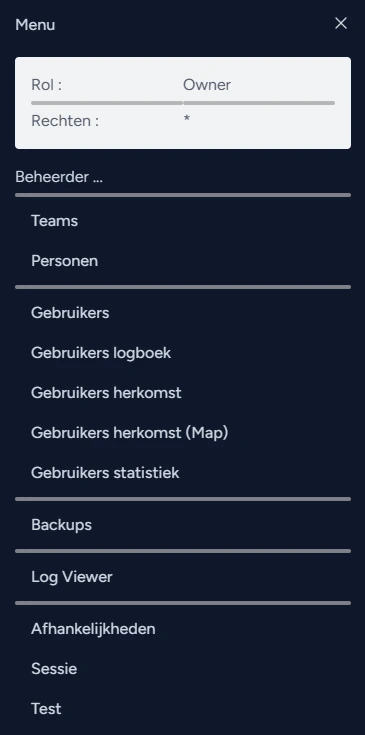 Menu
Rol : Owner
Rechten : *
Beheerder ...
Teams
Personen
Gebruikers
Gebruikers logboek
Gebruikers herkomst
Gebruikers herkomst (Map)
Gebruikers statistiek
Backups
Log Viewer
Afhankelijkheden
Sessie
Test